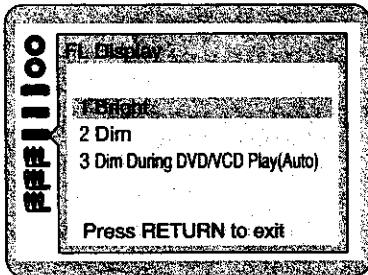 FL Display
1 Bright
2 Dim
3 Dim During DVD/VCD Play(Auto)
Press RETURN to exit